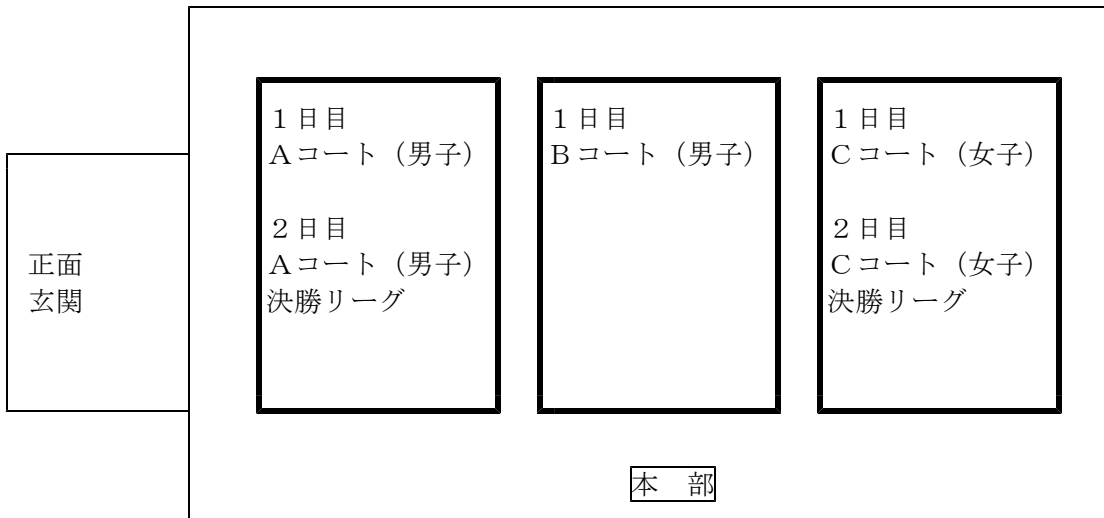 正面
玄関
１日目
Ａコート（男子）
２日目
Ａコート（男子）
決勝リーグ
１日目
Ｂコート（男子）
１日目
Ｃコート（女子）
２日目
Ｃコート（女子）
決勝リーグ
本　部